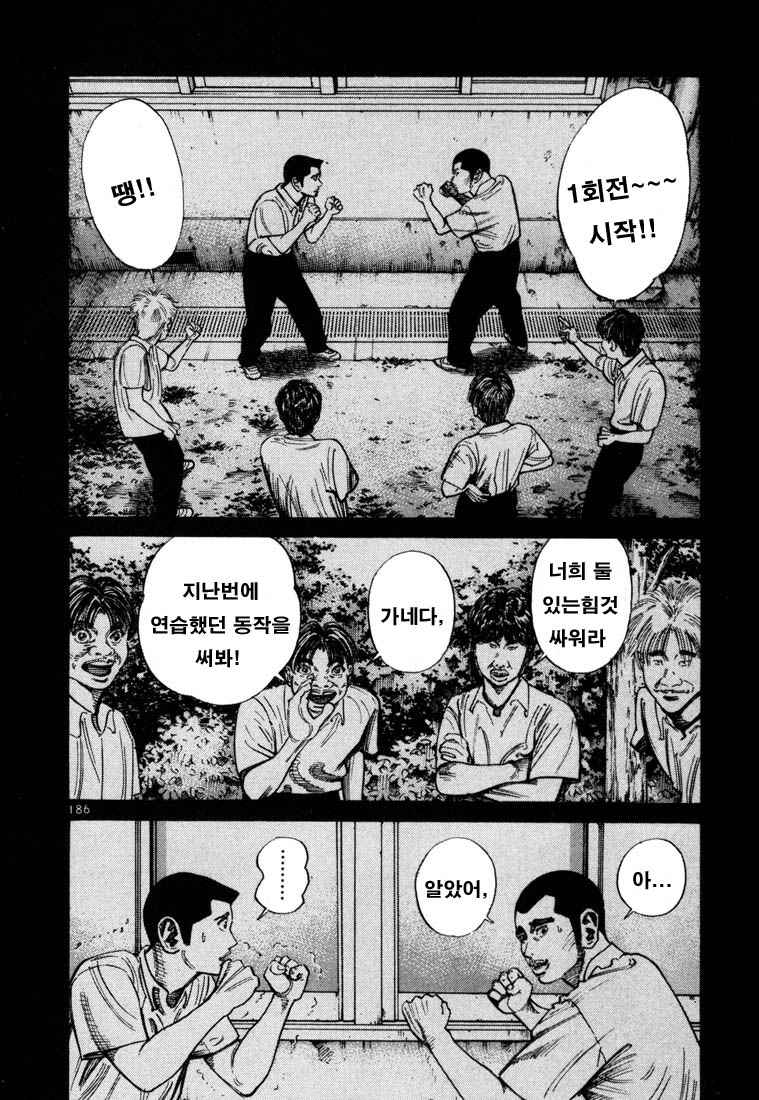 1회전~~~
시작!!
땡!!
너희 둘
있는힘것
싸워라
가네다,
지난번에
연습했던 동작을
써봐!
186
아...
알았어,
………